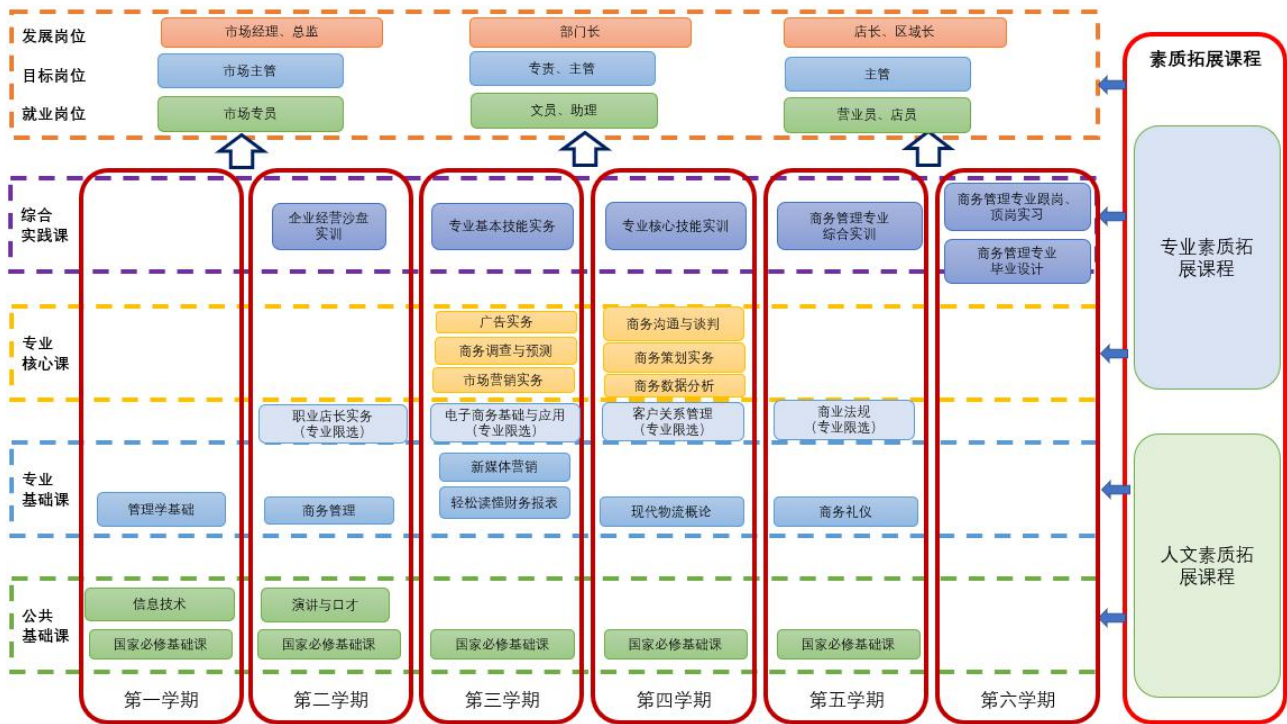 发展岗位
市场经理、总监
部门长
店长、区域长
目标岗位
市场主管
专责、主管
主管
就业岗位
市场专员
文员、助理
营业员、店员
素质拓展课程
专业素质拓
展课程
人文素质拓
展课程
综合
实践课
企业经营沙盘
实训
专业基本技能实务
专业核心技能实训
商务管理专业
综合实训
商务管理专业跟岗、
顶岗实习
商务管理专业
毕业设计
专业
核心课
广告实务
商务调查与预测
市场营销实务
商务沟通与谈判
商务策划实务
商务数据分析
职业店长实务
（专业限选）
电子商务基础与应用
（专业限选）
客户关系管理
（专业限选）
商业法规
（专业限选）
专业
基础课
管理学基础
商务管理
新媒体营销
轻松读懂财务报表
现代物流概论
商务礼仪
公共
基础课
信息技术
演讲与口才
国家必修基础课
国家必修基础课
国家必修基础课
国家必修基础课
国家必修基础课
第一学期
第二学期
第三学期
第四学期
第五学期
第六学期